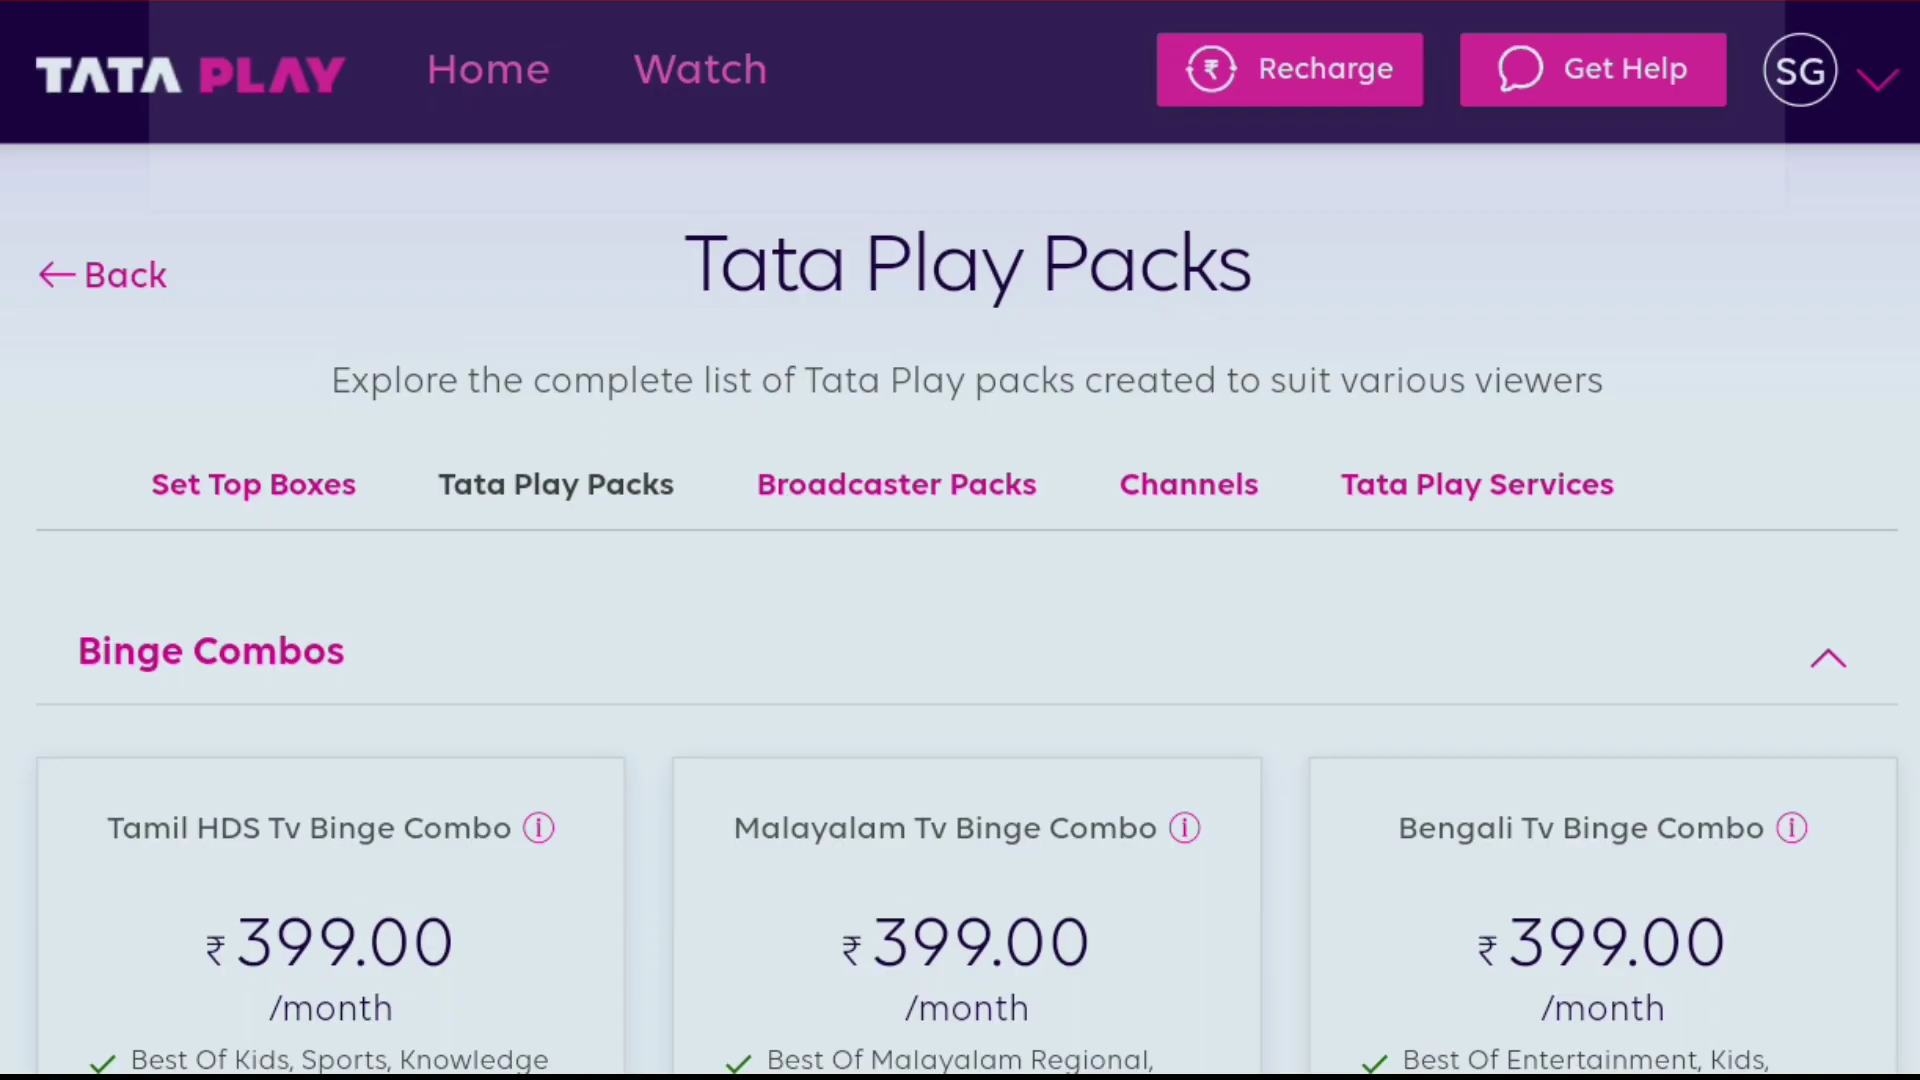 TATA PLAY Home Watch ₹ Recharge Get Help SG
← Back
Tata Play Packs
Explore the complete list of Tata Play packs created to suit various viewers
Set Top Boxes Tata Play Packs Broadcaster Packs Channels Tata Play Services
Binge Combos
Tamil HDS Tv Binge Combo i
₹ 399.00
/month
Best Of Kids, Sports, Knowledge
Malayalam Tv Binge Combo i
₹ 399.00
/month
Best Of Malayalam Regional,
Bengali Tv Binge Combo i
₹ 399.00
/month
Best Of Entertainment, Kids,